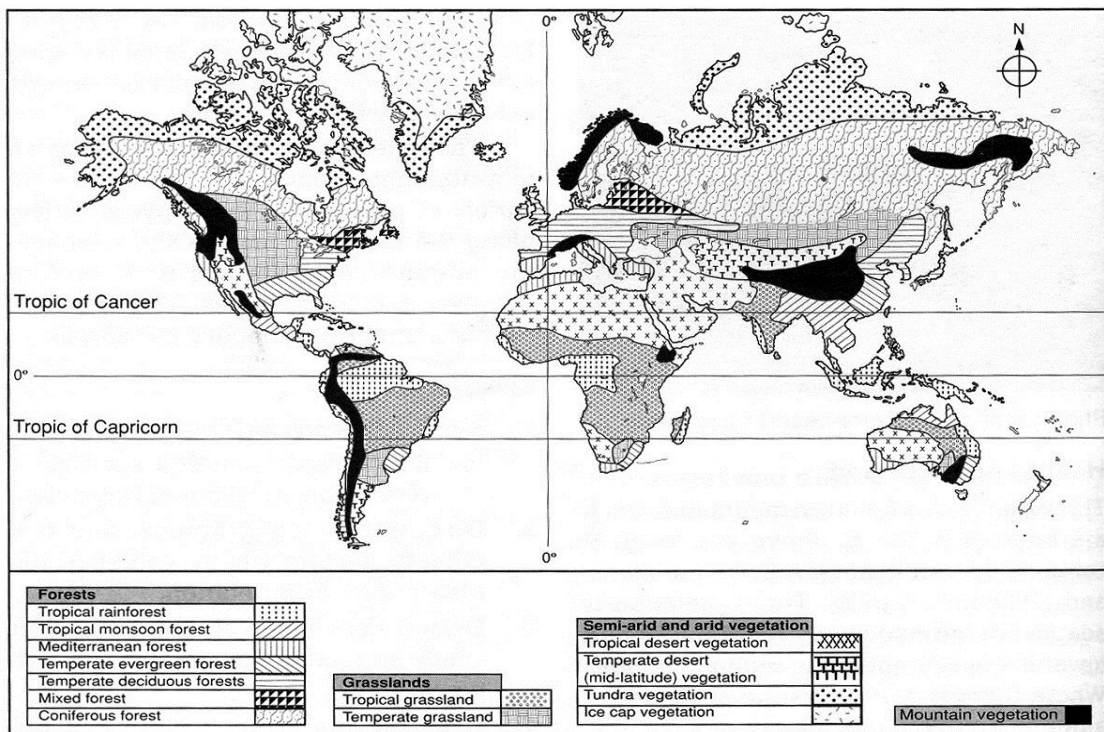 0°
N
Tropic of Cancer
0°
Tropic of Capricorn
0°
Forests
Tropical rainforest
Tropical monsoon forest
Mediterranean forest
Temperate evergreen forest
Temperate deciduous forests
Mixed forest
Coniferous forest
Grasslands
Tropical grassland
Temperate grassland
Semi-arid and arid vegetation
Tropical desert vegetation
Temperate desert
(mid-latitude) vegetation
Tundra vegetation
Ice cap vegetation
Mountain vegetation